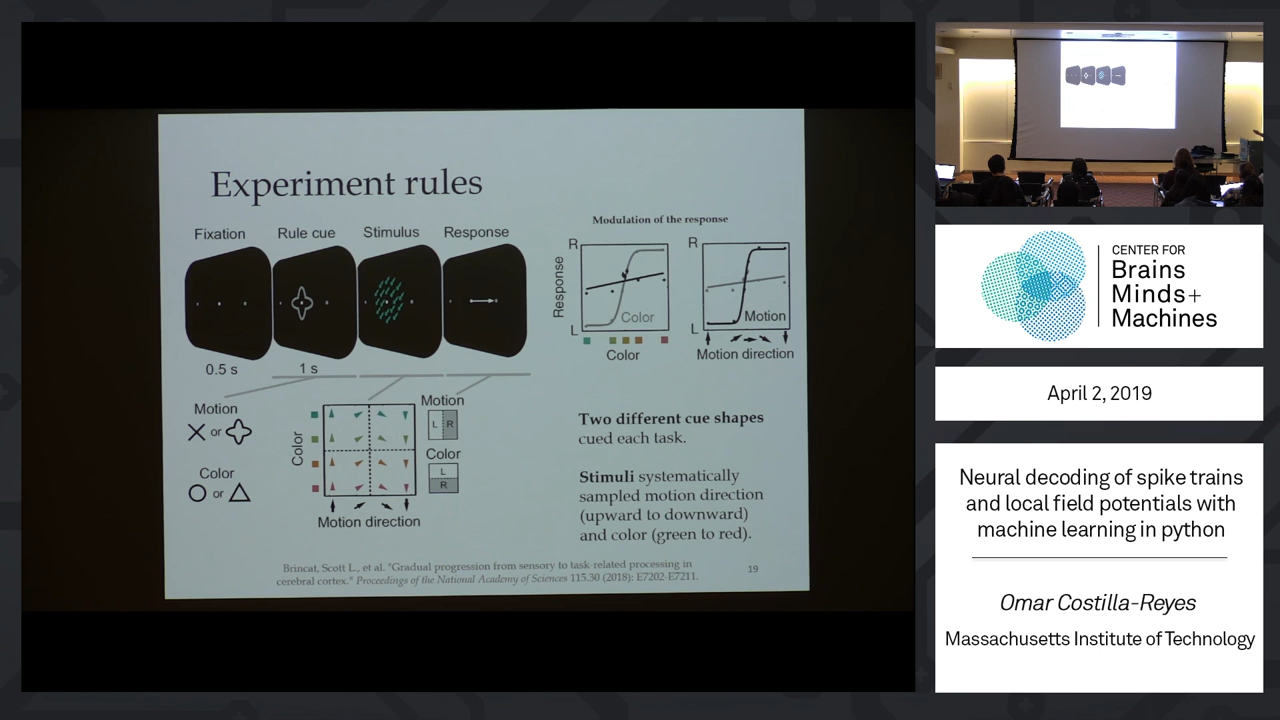 Experiment rules
Fixation
Rule cue
Stimulus
Response
0.5 s
1 s
Motion
or
Color
or
Color
Motion direction
Motion
L R
Color
L
R
Modulation of the response
R
Response
L
Color
Color
R
L
Motion
Motion direction
Two different cue shapes
cued each task.
Stimuli systematically
sampled motion direction
(upward to downward)
and color (green to red).
Brincat, Scott L., et al. "Gradual progression from sensory to task-related processing in
cerebral cortex." Proceedings of the National Academy of Sciences 115.30 (2018): E7202-E7211.
19
CENTER FOR
Brains
Minds+
Machines
April 2, 2019
Neural decoding of spike trains
and local field potentials with
machine learning in python
Omar Costilla-Reyes
Massachusetts Institute of Technology